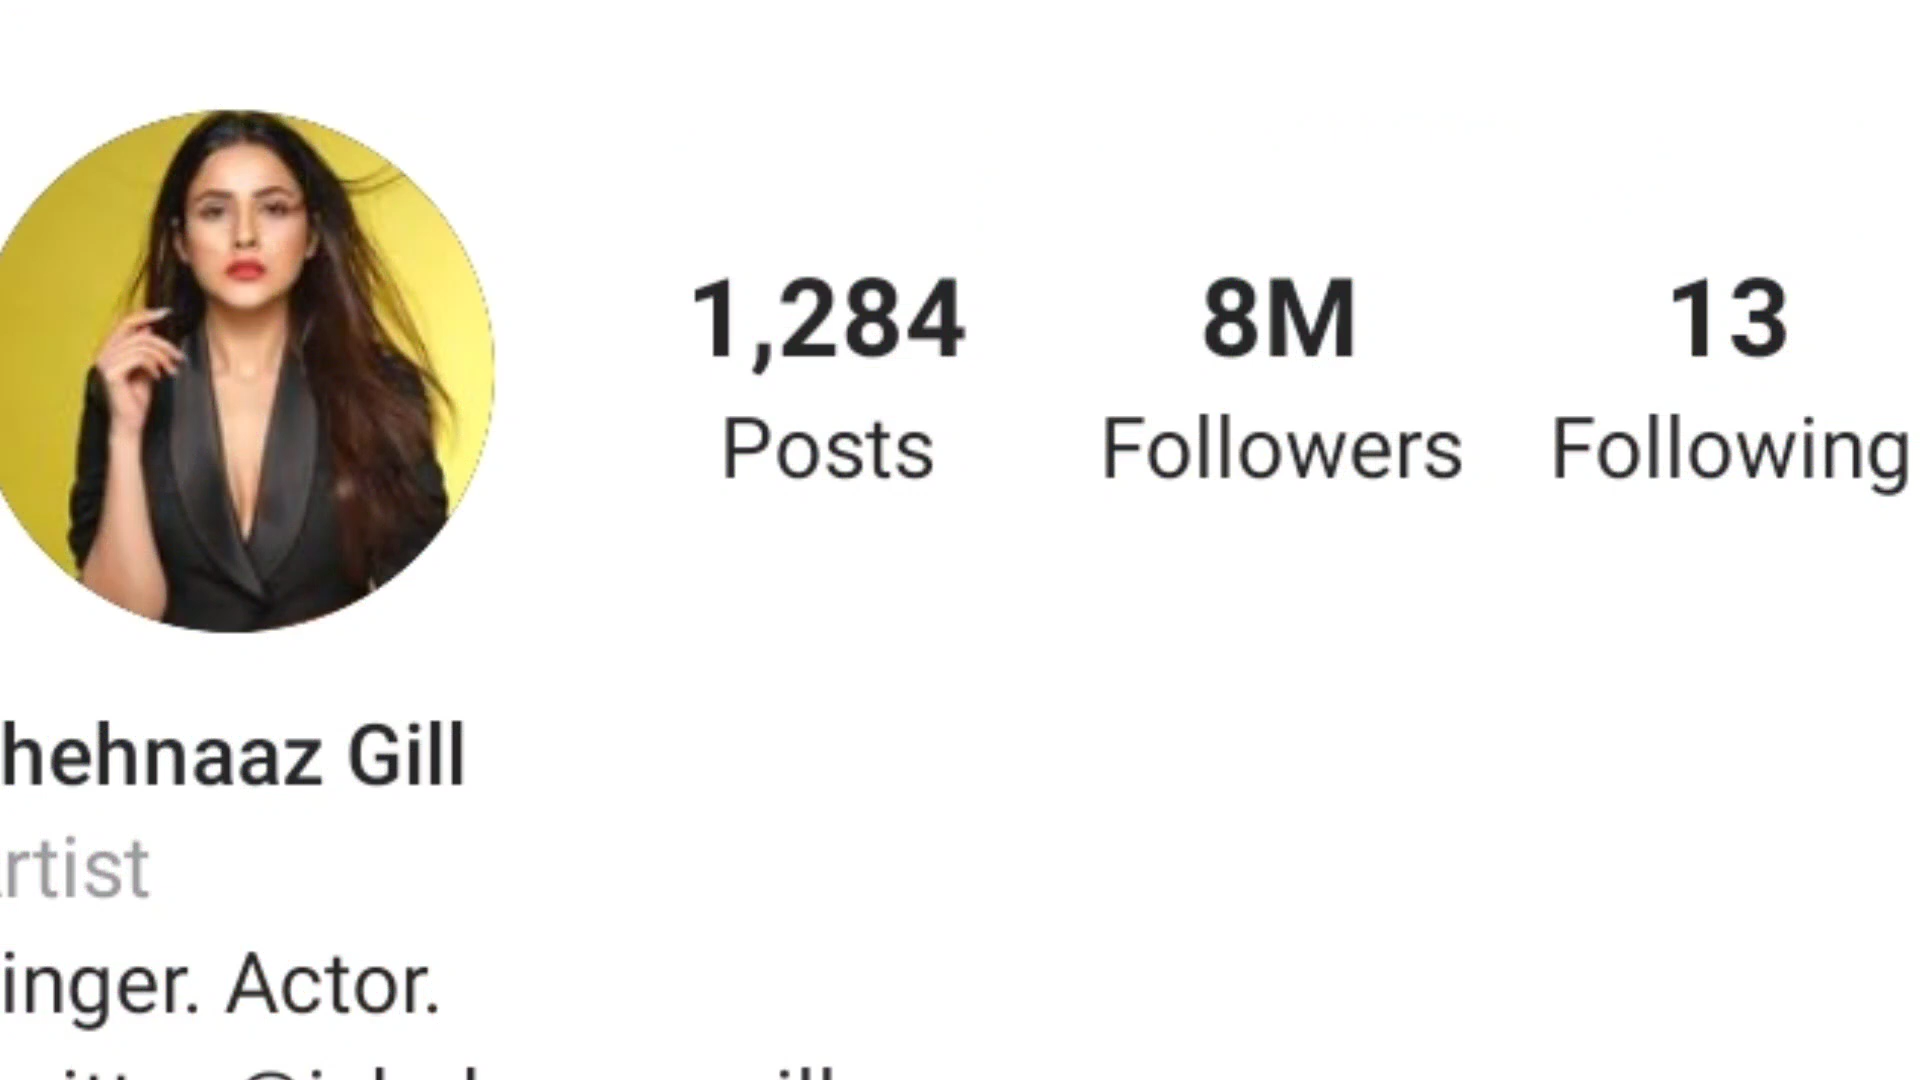 1,284 8M 13
Posts Followers Following
hehnaaz Gill
rtist
inger. Actor.